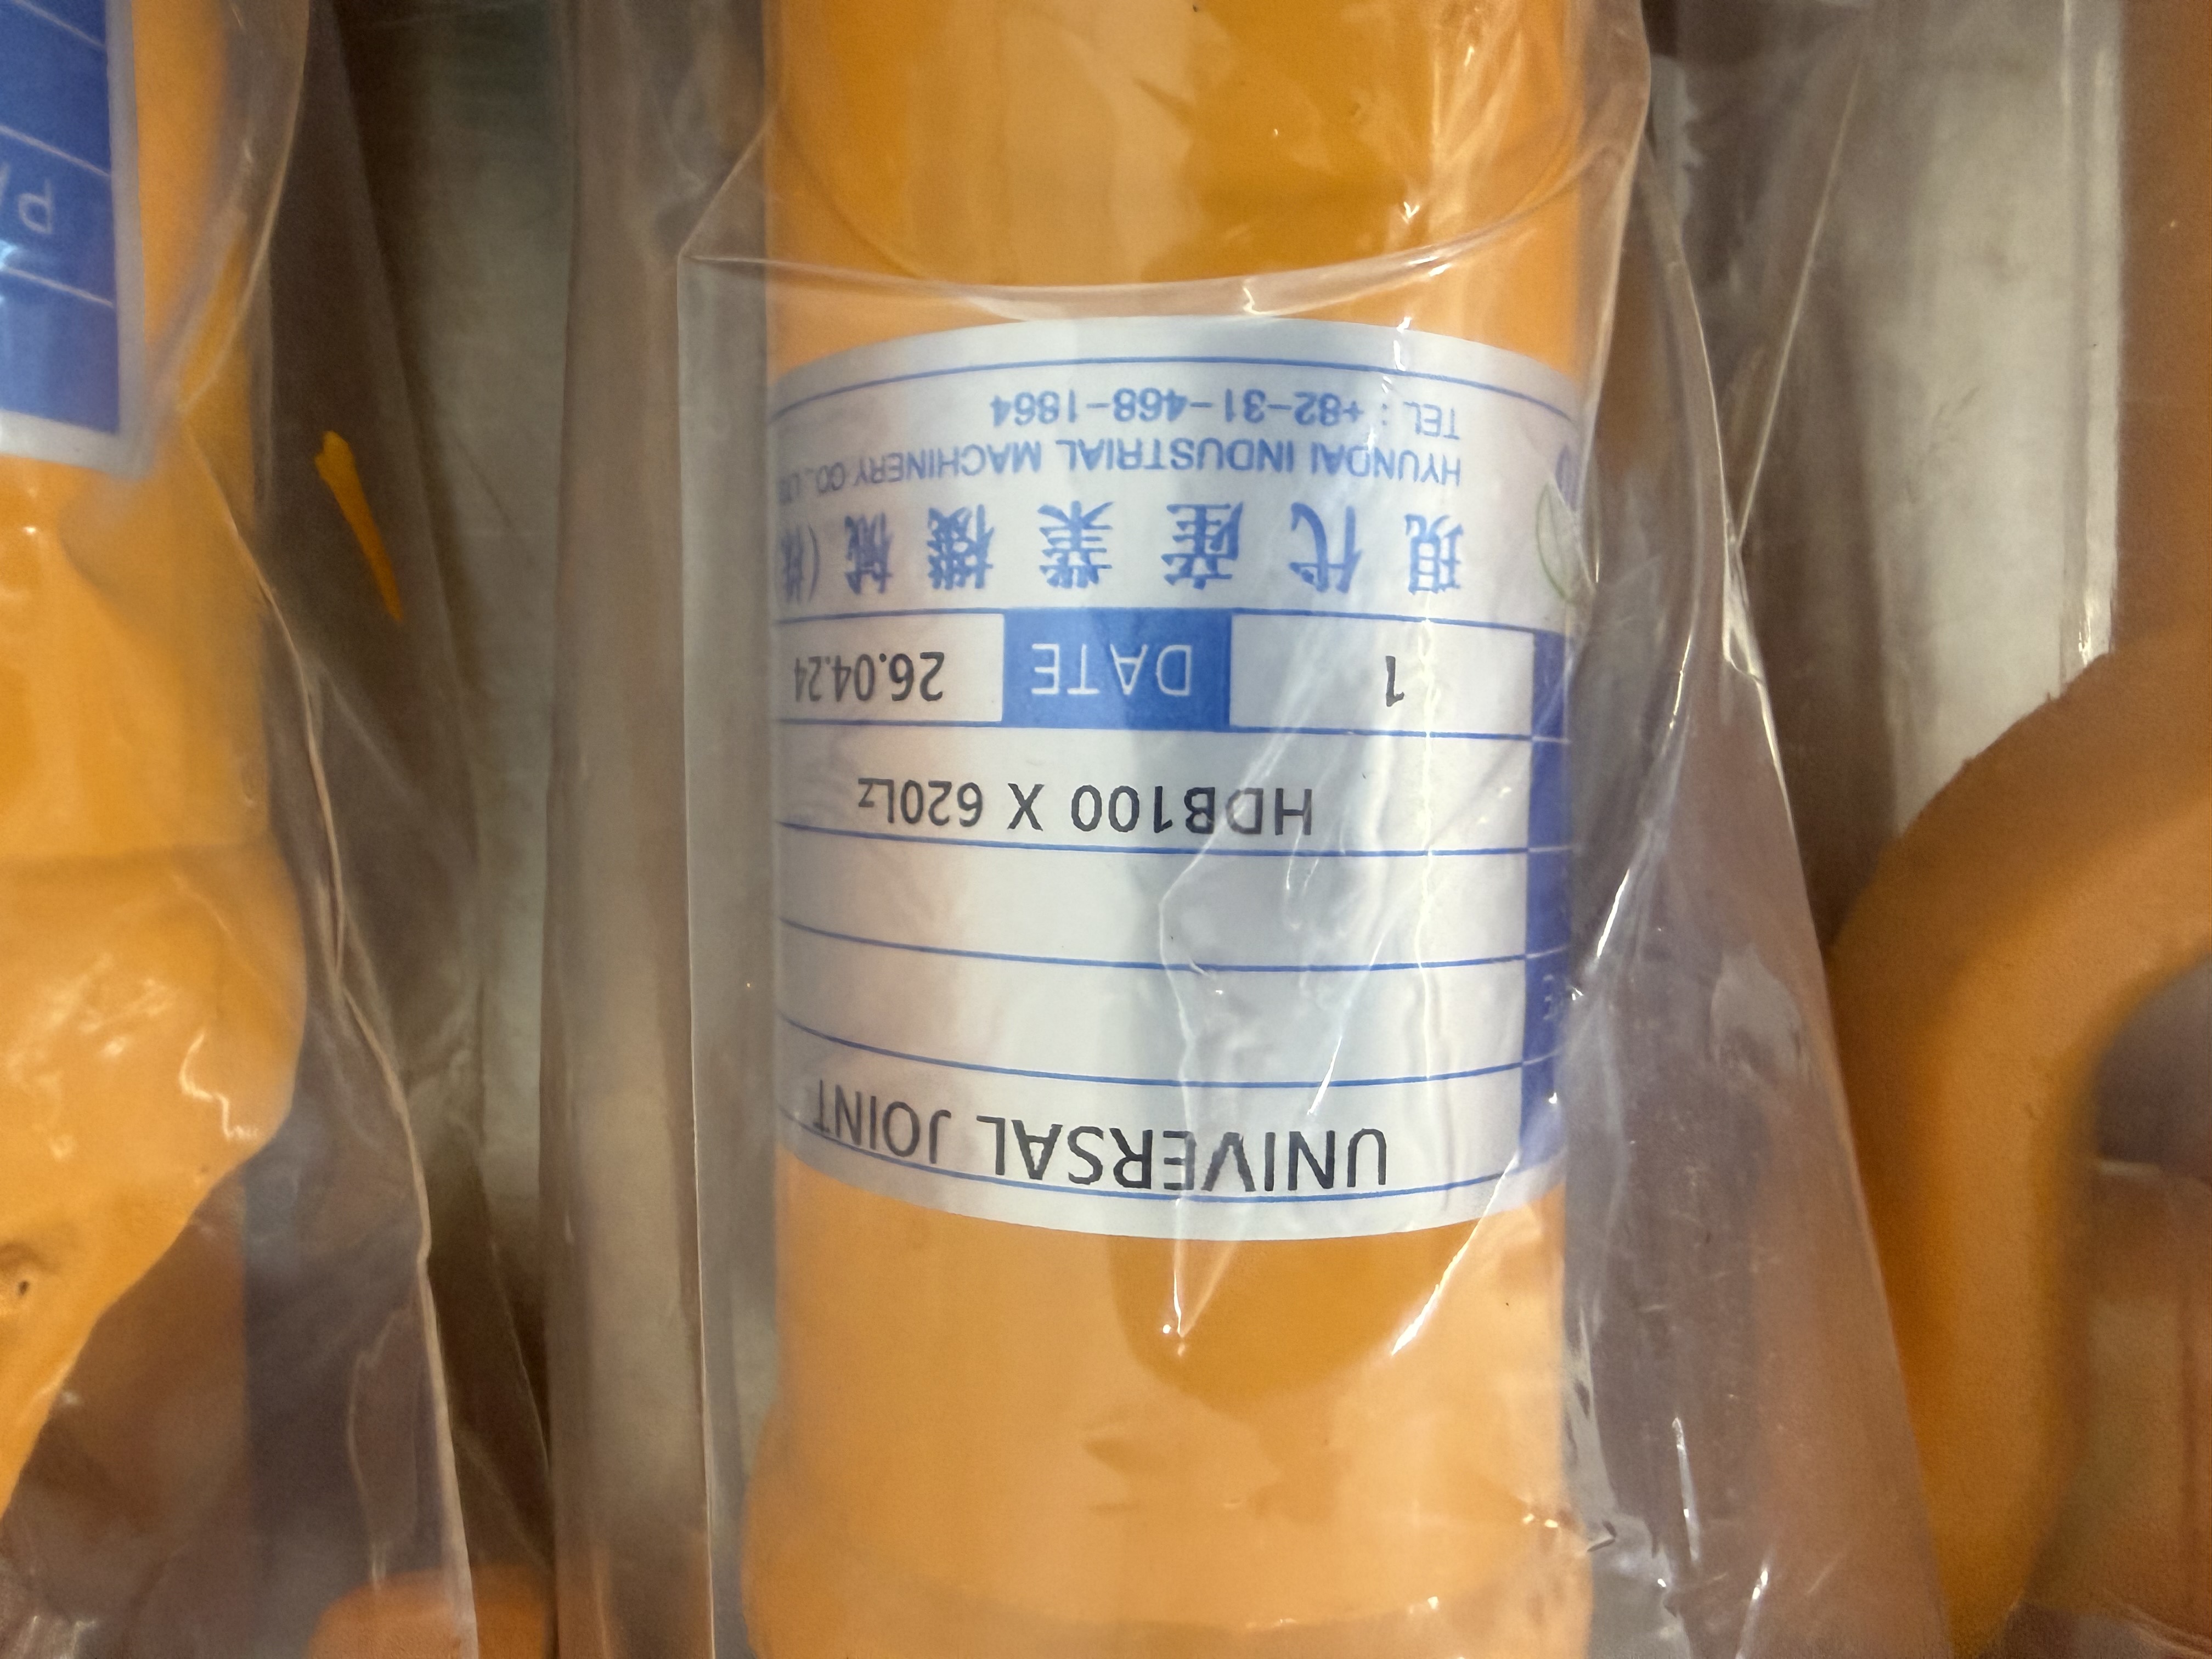 UNIVERSAL JOINT
HDB100 X 620Lz
1 DATE 26.04.24
現代産業機械(株
HYUNDAI INDUSTRIAL MACHINERY CO.,
TEL : +82-31-468-1864